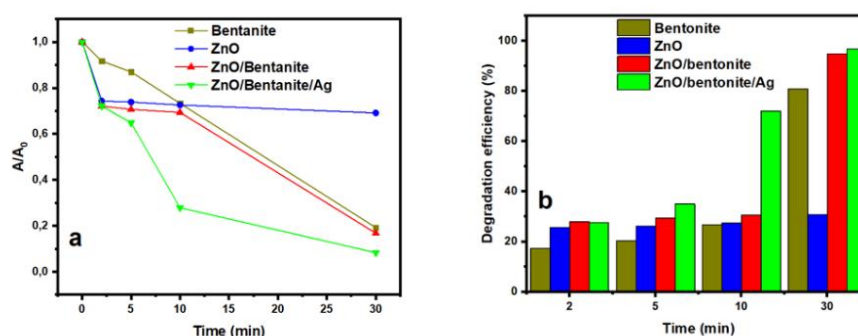 Bentanite
ZnO
ZnO/Bentanite
ZnO/Bentanite/Ag
A/A0
1,0
0,8
0,6
0,4
0,2
0,0
a
0 5 10 15 20 25 30
Time (min)
Bentonite
ZnO
ZnO/bentonite
ZnO/bentonite/Ag
Degradation efficiency (%)
100
80
60
40
20
0
b
2 5 10 30
Time (min)